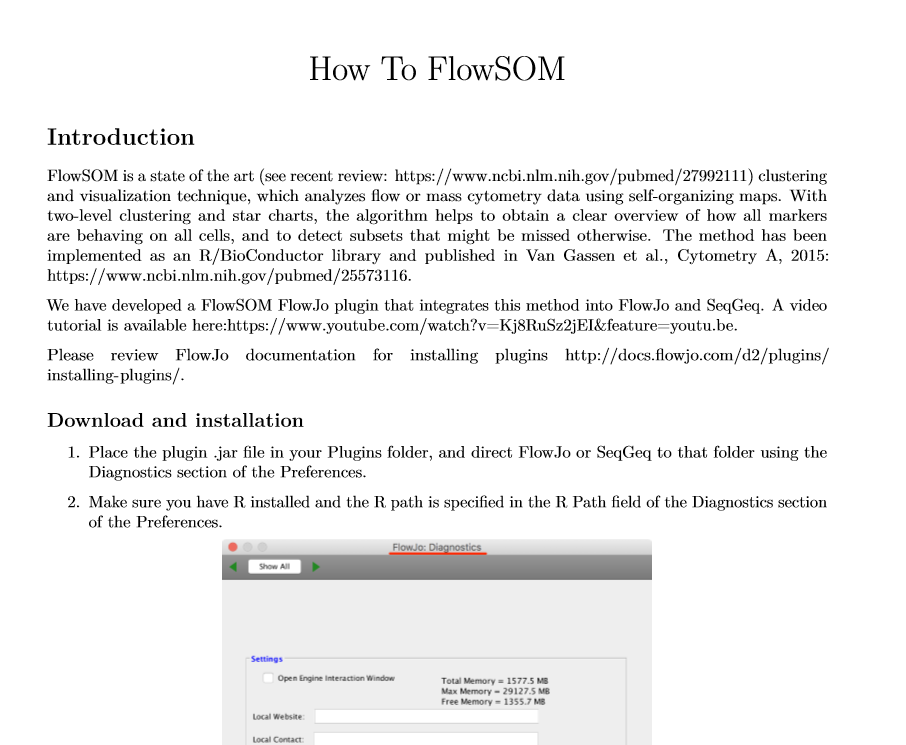 How To FlowSOM
Introduction
FlowSOM is a state of the art (see recent review: https://www.ncbi.nlm.nih.gov/pubmed/27992111) clustering
and visualization technique, which analyzes flow or mass cytometry data using self-organizing maps. With
two-level clustering and star charts, the algorithm helps to obtain a clear overview of how all markers
are behaving on all cells, and to detect subsets that might be missed otherwise. The method has been
implemented as an R/BioConductor library and published in Van Gassen et al., Cytometry A, 2015:
https://www.ncbi.nlm.nih.gov/pubmed/25573116.
We have developed a FlowSOM FlowJo plugin that integrates this method into FlowJo and SeqGeq. A video
tutorial is available here:https://www.youtube.com/watch?v=Kj8RuSz2jEI&feature=youtu.be.
Please review FlowJo documentation for installing plugins http://docs.flowjo.com/d2/plugins/
installing-plugins/.
Download and installation
1. Place the plugin .jar file in your Plugins folder, and direct FlowJo or SeqGeq to that folder using the
Diagnostics section of the Preferences.
2. Make sure you have R installed and the R path is specified in the R Path field of the Diagnostics section
of the Preferences.
FlowJo: Diagnostics
Show All
Settings
Open Engine Interaction Window
Total Memory = 1577.5 MB
Max Memory = 29127.5 MB
Free Memory = 1355.7 MB
Local Website:
Local Contact: